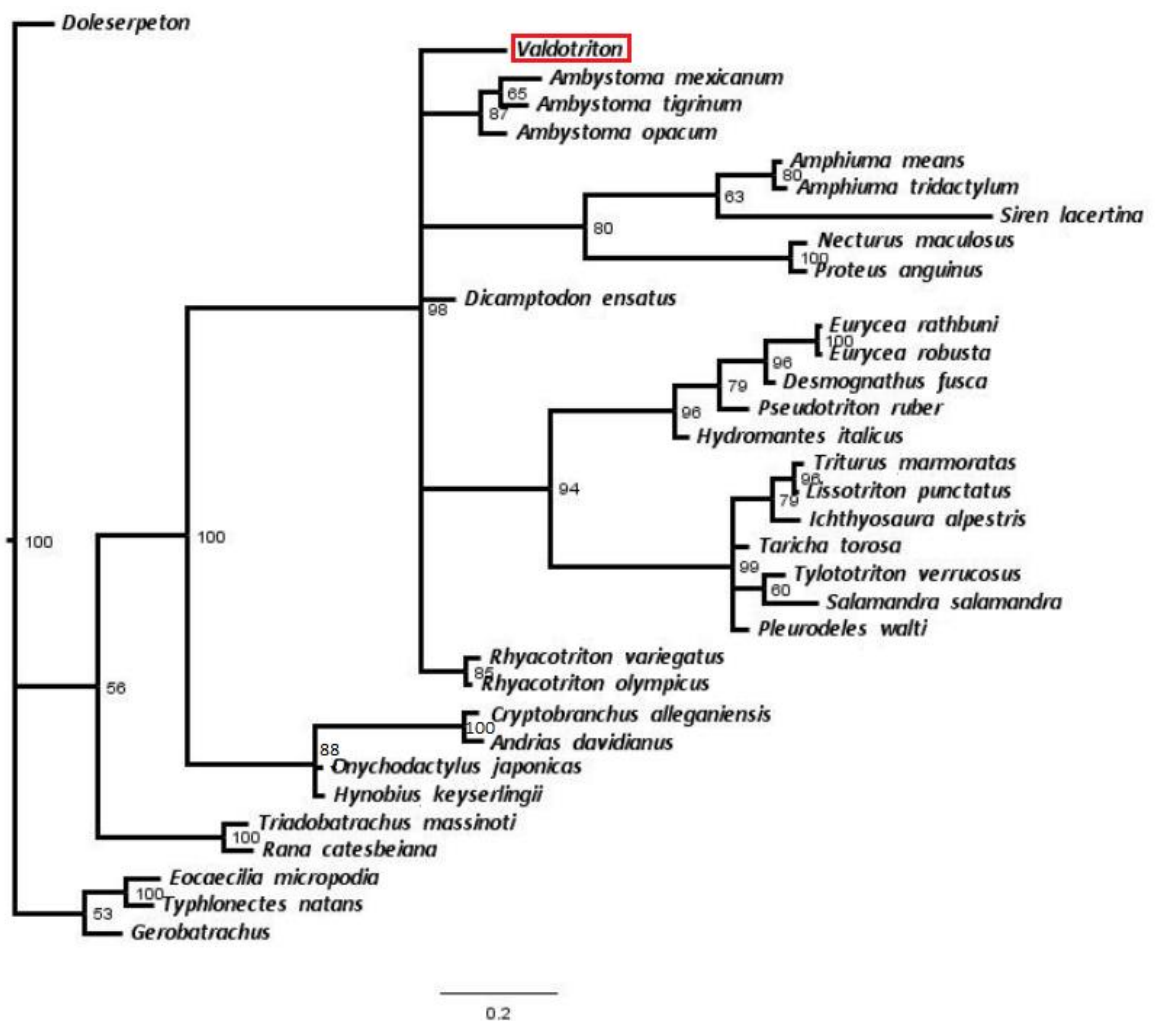 Doleserpeton
Valdotriton
Ambystoma mexicanum
65
Ambystoma tigrinum
87
Ambystoma opacum
Amphiuma means
80
Amphiuma tridactylum
63
Siren lacertina
80
Necturus maculosus
100
Proteus anguinus
Dicamptodon ensatus
98
Eurycea rathbuni
100
Eurycea robusta
96
Desmognathus fusca
79
Pseudotriton ruber
96
Hydromantes italicus
Triturus marmoratas
96
Lissotriton punctatus
94
79
Ichthyosaura alpestris
100
100
Taricha torosa
99
Tylototriton verrucosus
60
Salamandra salamandra
Pleurodeles walti
Rhyacotriton variegatus
85
Rhyacotriton olympicus
56
Cryptobranchus alleganiensis
100
Andrias davidianus
88
Onychodactylus japonicas
Hynobius keyserlingii
Triadobatrachus massinoti
100
Rana catesbeiana
Eocaecilia micropodia
100
Typhlonectes natans
53
Gerobatrachus
0.2